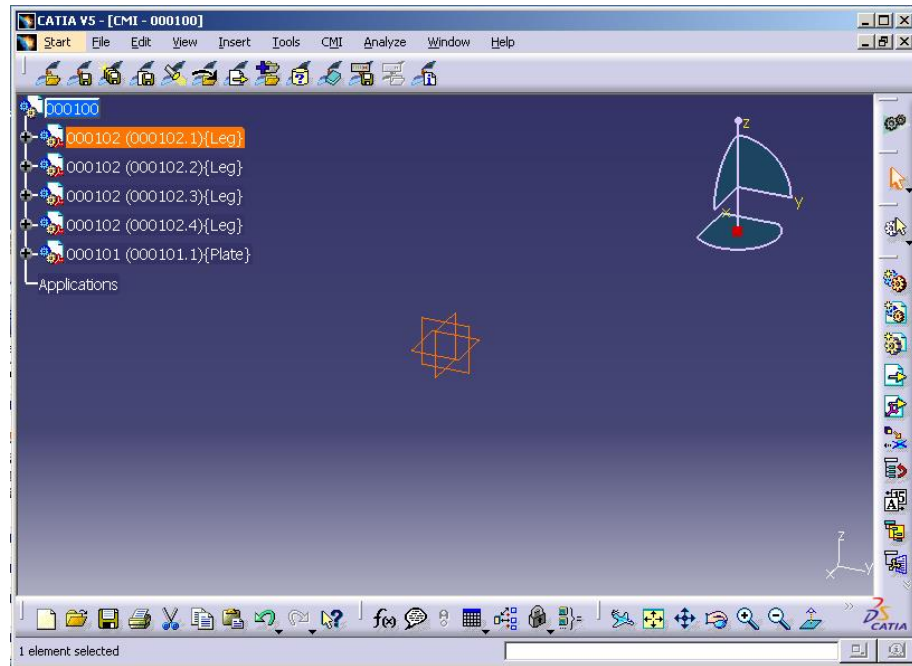 CATIA V5 - [CMI - 000100]
Start File Edit View Insert Tools CMI Analyze Window Help
000100
000102 (000102.1){Leg}
000102 (000102.2){Leg}
000102 (000102.3){Leg}
000102 (000102.4){Leg}
000101 (000101.1){Plate}
Applications
z
y
x
z
y
x
f(x)
CATIA
1 element selected